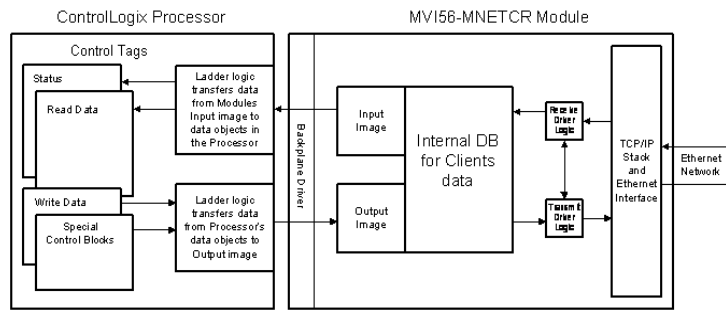 ControlLogix Processor
MVI56-MNETCR Module
Control Tags
Status
Read Data
Write Data
Special
Control Blocks
Ladder logic
transfers data
from Modules
Input image to
data objects in
the Processor
Ladder logic
transfers data
from Processor's
data objects to
Output image
Backplane Driver
Input
Image
Output
Image
Internal DB
for Clients
data
Receive
Driver
Logic
Transmit
Driver
Logic
TCP/IP
Stack
and
Ethernet
Interface
Ethernet
Network